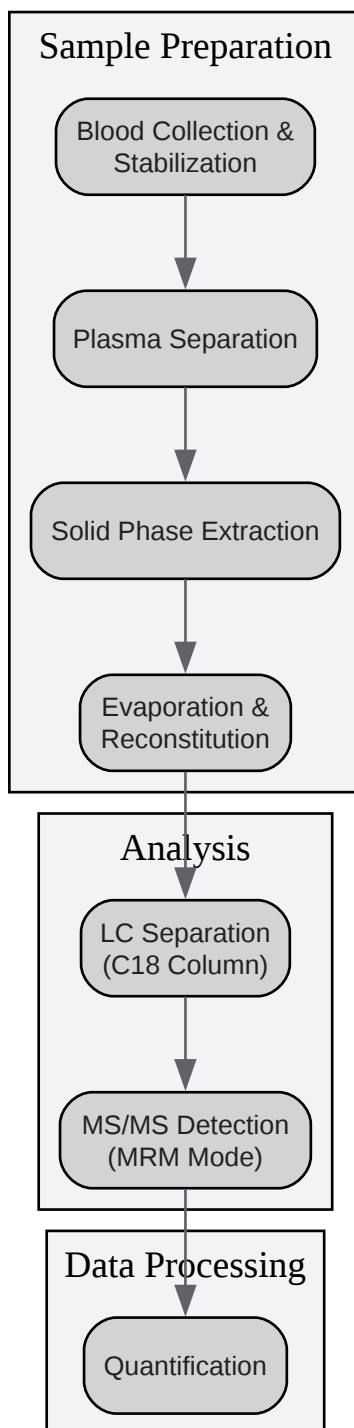 Sample Preparation
Blood Collection &
Stabilization
Plasma Separation
Solid Phase Extraction
Evaporation &
Reconstitution
Analysis
LC Separation
(C18 Column)
MS/MS Detection
(MRM Mode)
Data Processing
Quantification